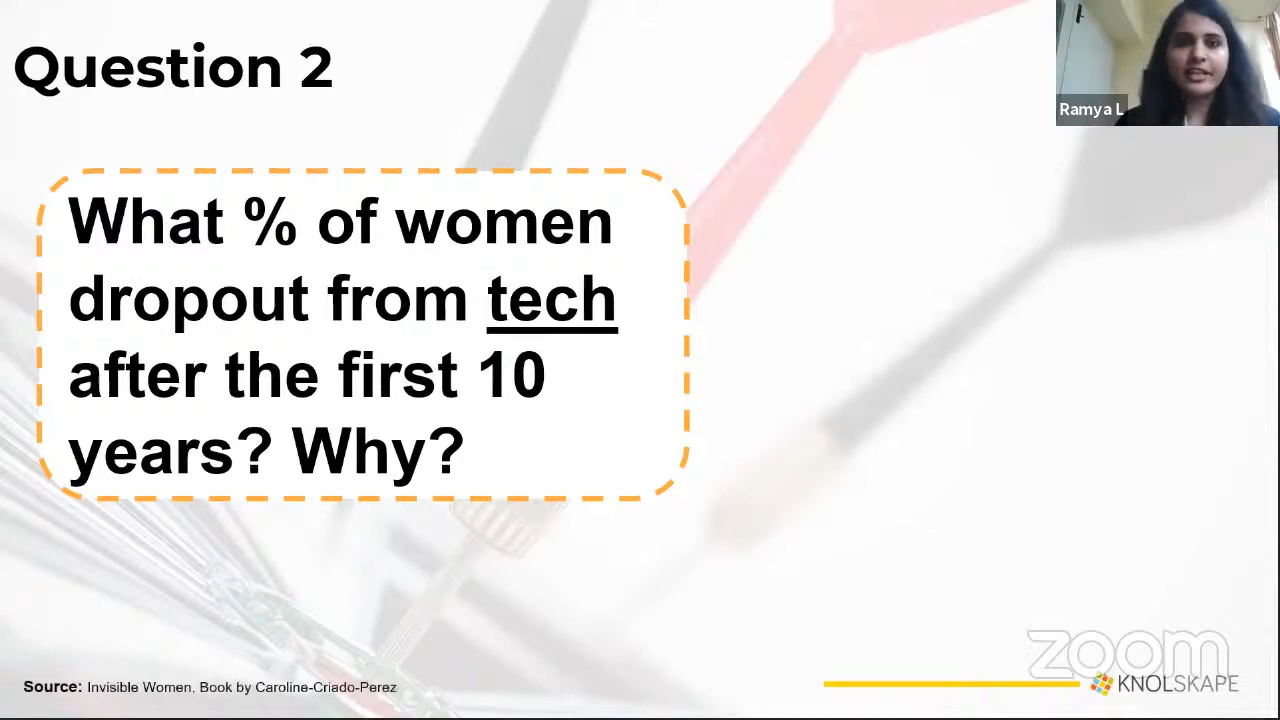 Question 2
Ramya L
What % of women
dropout from tech
after the first 10
years? Why?
zoom
Source: Invisible Women, Book by Caroline-Criado-Perez
KNOLSKAPE